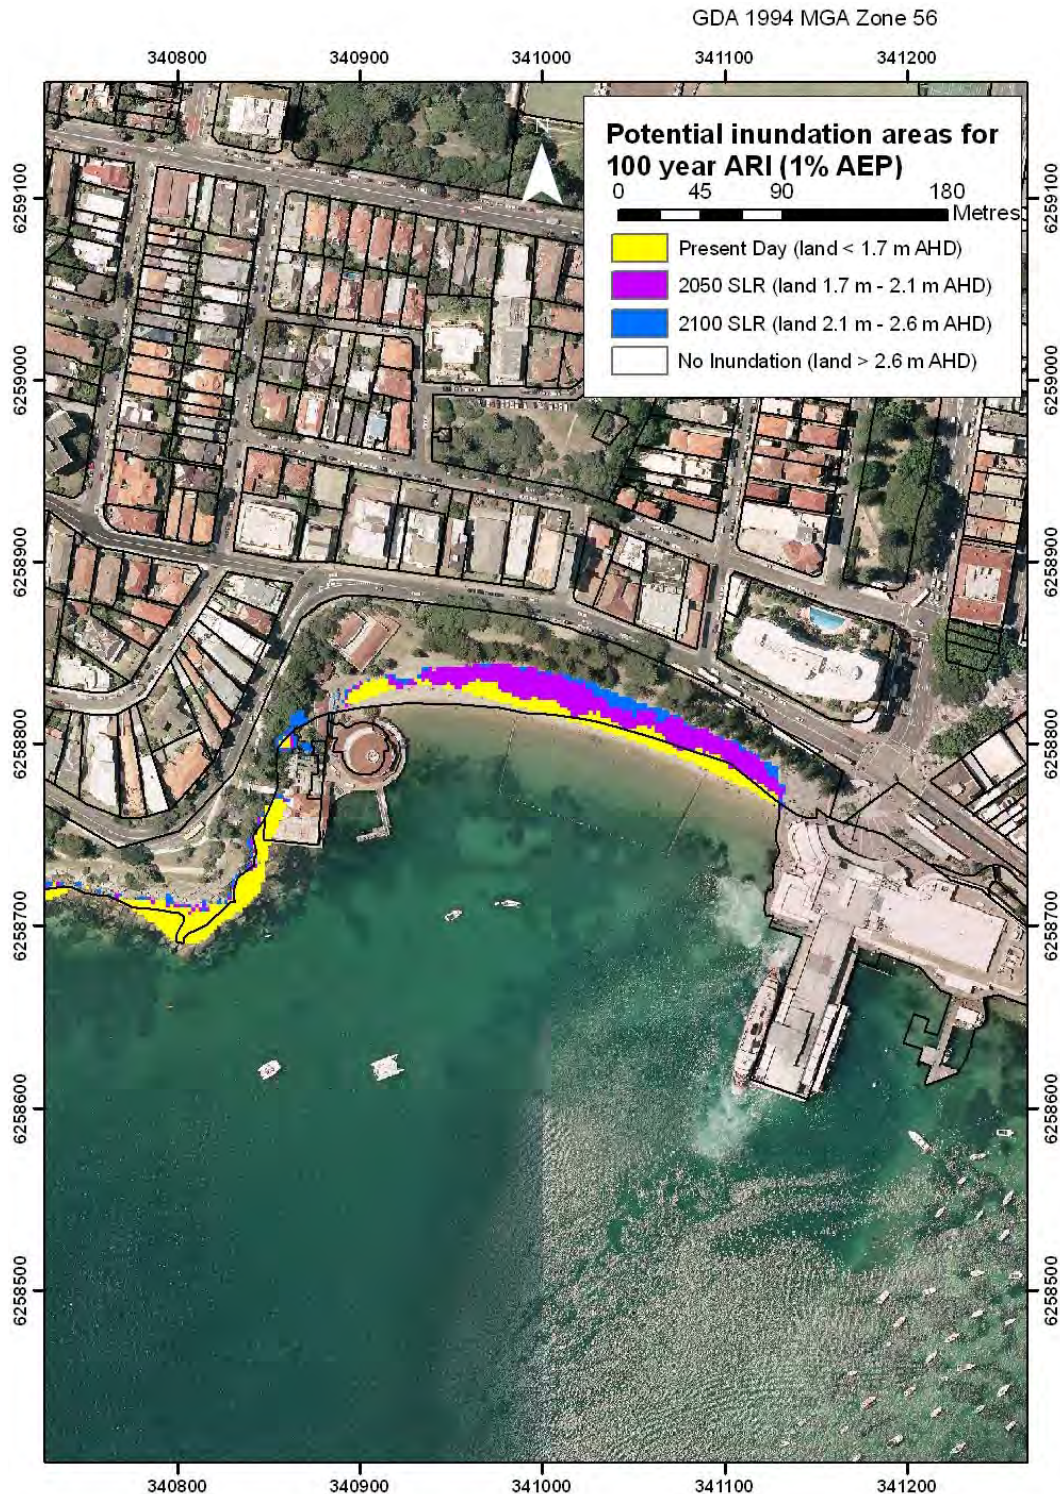 GDA 1994 MGA Zone 56
340800 340900 341000 341100 341200
Potential inundation areas for
100 year ARI (1% AEP)
0 45 90 180
Metres
Present Day (land < 1.7 m AHD)
2050 SLR (land 1.7 m - 2.1 m AHD)
2100 SLR (land 2.1 m - 2.6 m AHD)
No Inundation (land > 2.6 m AHD)
6259100 6259100
6259000 6259000
6258900 6258900
6258800 6258800
6258700 6258700
6258600 6258600
6258500 6258500
340800 340900 341000 341100 341200